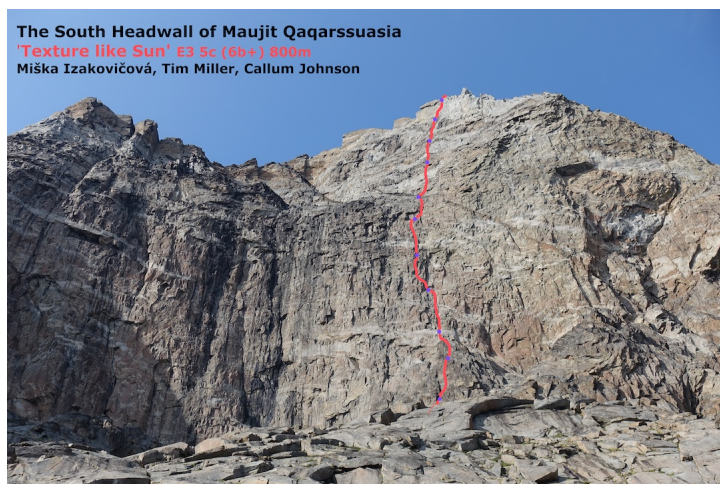 The South Headwall of Maujit Qaqarssuasia
'Texture like Sun' E3 5c (6b+) 800m
Miška Izakovičová, Tim Miller, Callum Johnson